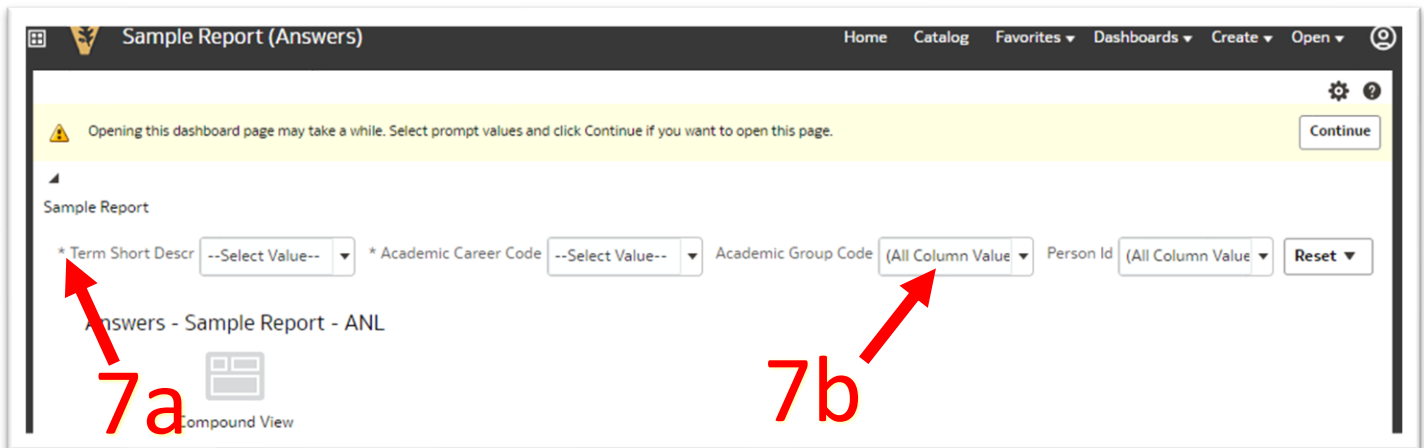 Sample Report (Answers) Home Catalog Favorites Dashboards Create Open
Opening this dashboard page may take a while. Select prompt values and click Continue if you want to open this page. Continue
Sample Report
* Term Short Descr --Select Value-- * Academic Career Code --Select Value-- Academic Group Code (All Column Value Person Id (All Column Value Reset
Answers - Sample Report - ANL
7a 7b
Compound View